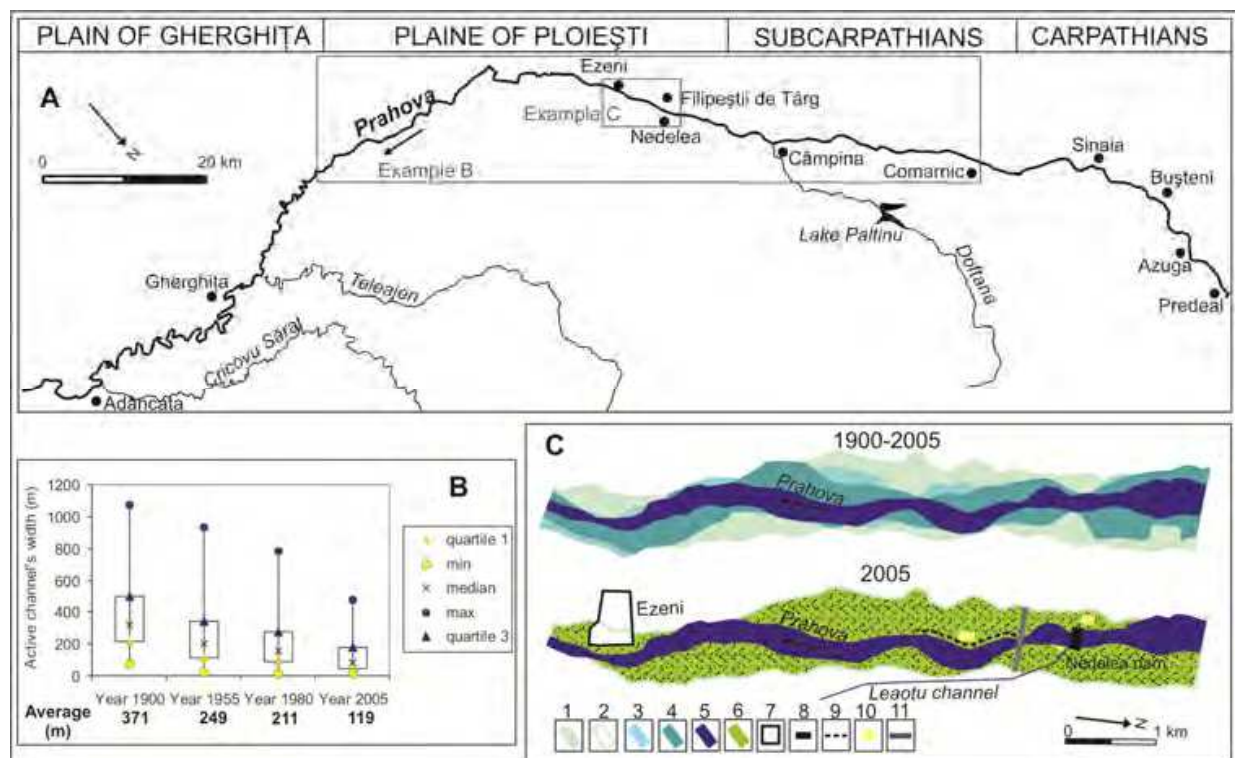 PLAIN OF GHERGHIȚA
PLAINE OF PLOIEȘTI
SUBCARPATHIANS
CARPATHIANS
A
N
0 20 km
Prahova
Example B
Ezeni
Example C
Filipeștii de Târg
Nedelea
Câmpina
Comarnic
Sinaia
Bușteni
Azuga
Predeal
Lake Paltinu
Doftana
Gherghița
Teleajen
Cricovu Săral
Adâncata
B
Active channel's width (m)
1200
1000
800
600
400
200
0
Year 1900 Year 1955 Year 1980 Year 2005
Average 371 249 211 119
(m)
quartile 1
min
median
max
quartile 3
C
1900-2005
Prahova
2005
Ezeni
Prahova
Nedelea dam
Leaotu channel
1 2 3 4 5 6 7 8 9 10 11
N
0 1 km